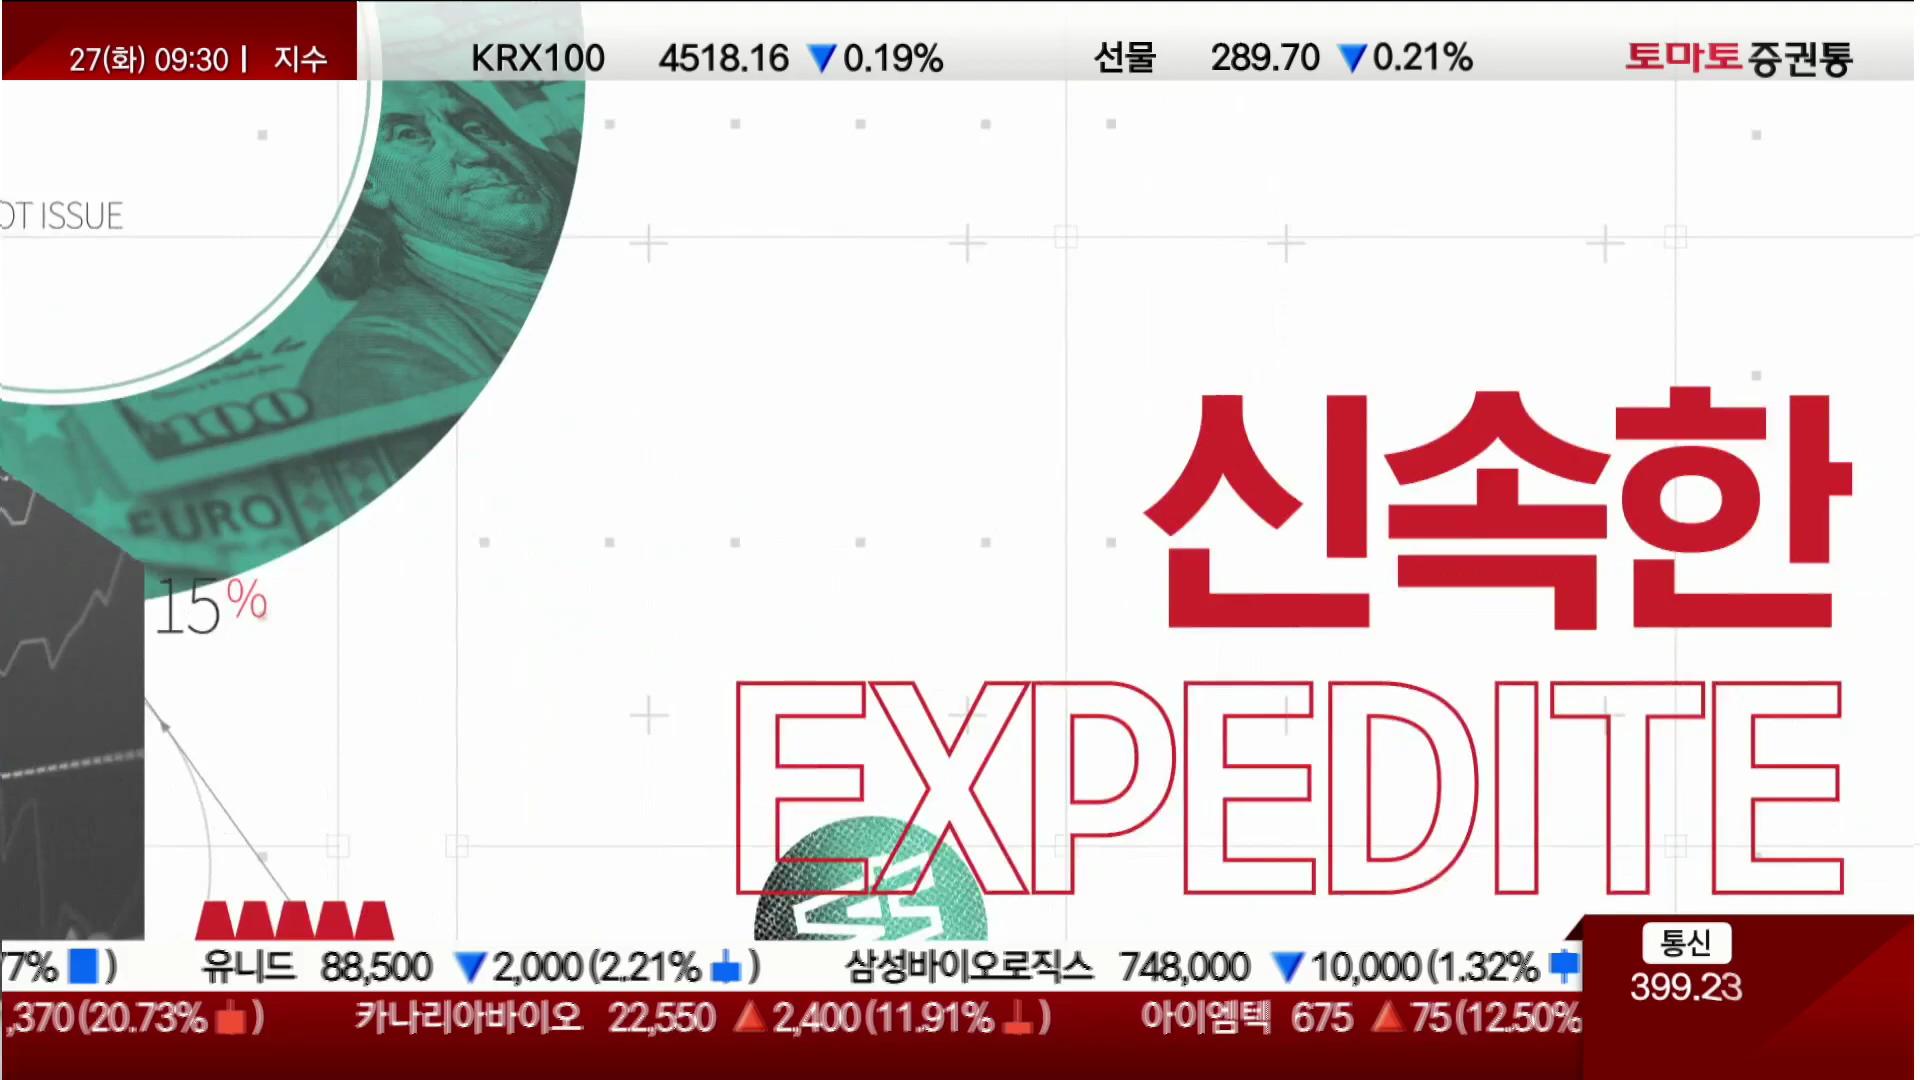 27(화) 09:30 | 지수 KRX100 4518.16 ▼0.19% 선물 289.70 ▼0.21% 토마토증권통
OT ISSUE
100
EURO
15%
신속한
EXPEDITE
77% ) 유니드 88,500 ▼2,000(2.21% ) 삼성바이오로직스 748,000 ▼10,000(1.32%
통신
399.23
,370(20.73% ) 카나리아바이오 22,550 ▲2,400(11.91% ) 아이엠텍 675 ▲75(12.50%